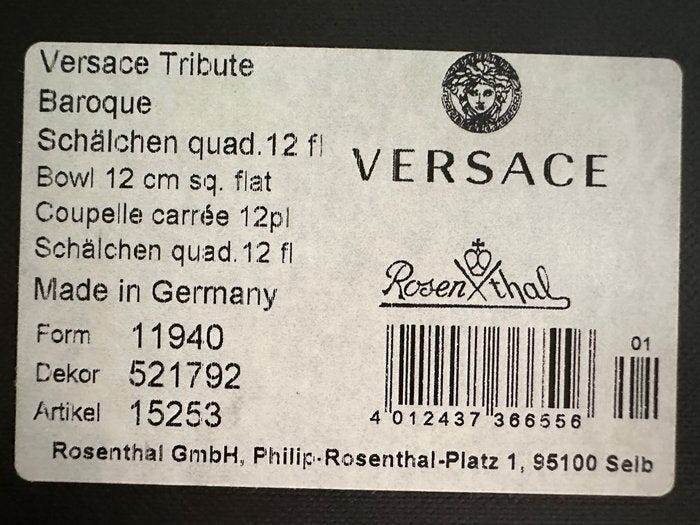 Versace Tribute
Baroque
Schälchen quad.12 fl
Bowl 12 cm sq. flat
Coupelle carrée 12pl
Schälchen quad.12 fl
Made in Germany
Form 11940
Dekor 521792
Artikel 15253
VERSACE
Rosenthal
01
4 012437 366556
Rosenthal GmbH, Philip-Rosenthal-Platz 1, 95100 Selb